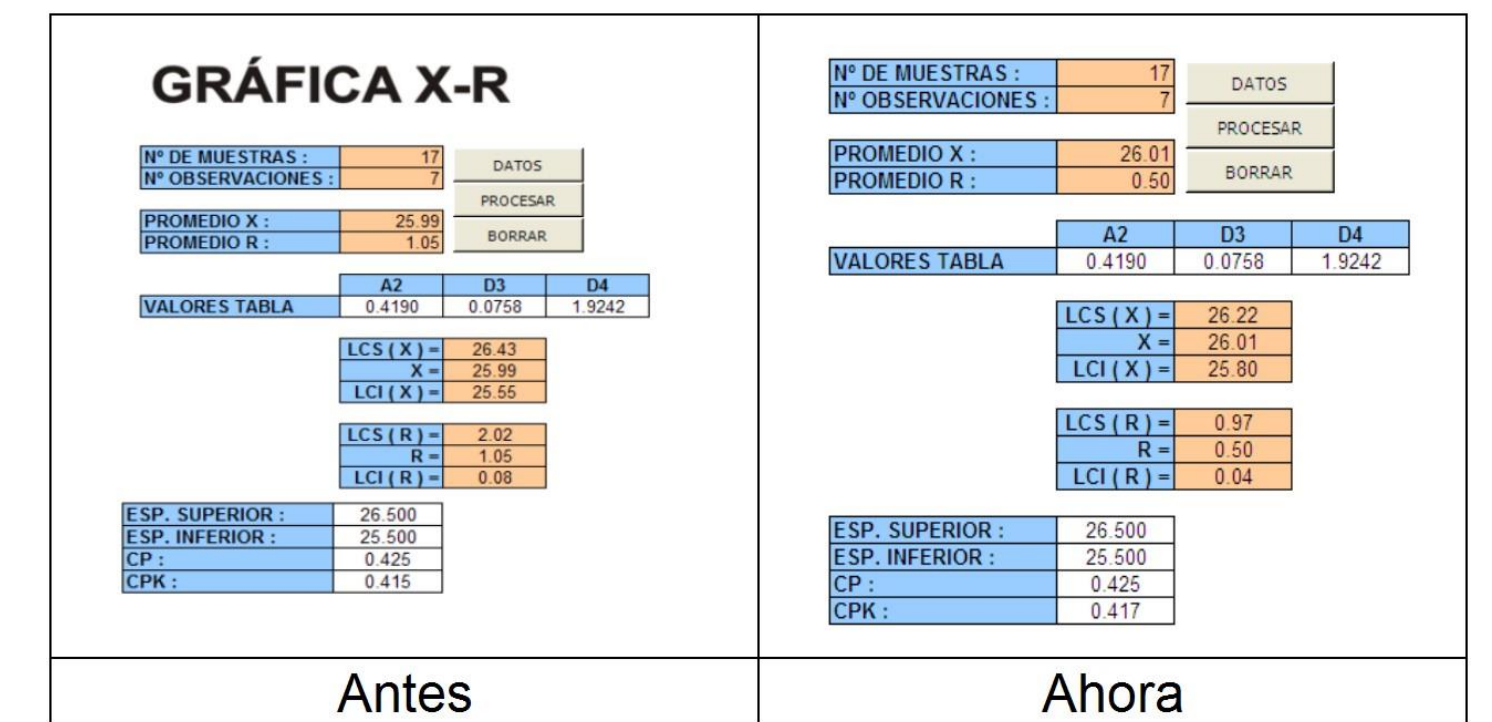 GRÁFICA X-R
Nº DE MUESTRAS : 17
Nº OBSERVACIONES : 7
DATOS
PROCESAR
BORRAR
PROMEDIO X : 25.99
PROMEDIO R : 1.05
A2 D3 D4
VALORES TABLA 0.4190 0.0758 1.9242
LCS ( X ) = 26.43
X = 25.99
LCI ( X ) = 25.55
LCS ( R ) = 2.02
R = 1.05
LCI ( R ) = 0.08
ESP. SUPERIOR : 26.500
ESP. INFERIOR : 25.500
CP : 0.425
CPK : 0.415
Antes
Nº DE MUESTRAS : 17
Nº OBSERVACIONES : 7
DATOS
PROCESAR
BORRAR
PROMEDIO X : 26.01
PROMEDIO R : 0.50
A2 D3 D4
VALORES TABLA 0.4190 0.0758 1.9242
LCS ( X ) = 26.22
X = 26.01
LCI ( X ) = 25.80
LCS ( R ) = 0.97
R = 0.50
LCI ( R ) = 0.04
ESP. SUPERIOR : 26.500
ESP. INFERIOR : 25.500
CP : 0.425
CPK : 0.417
Ahora